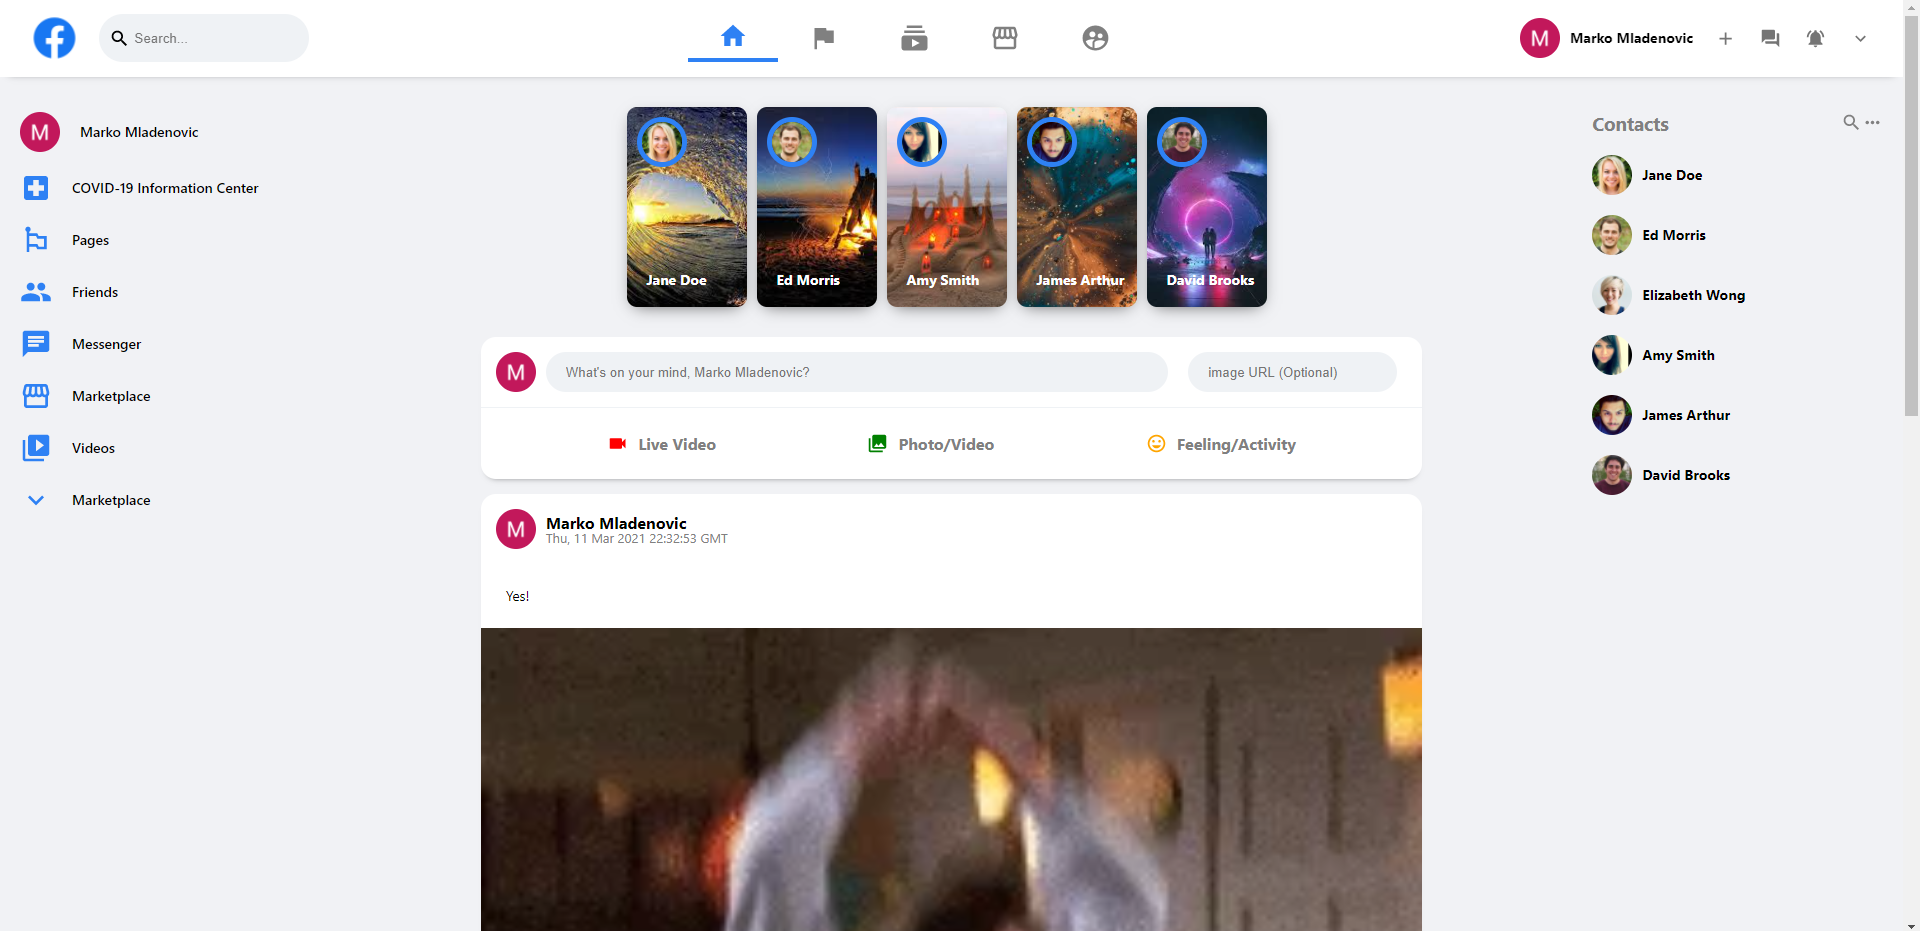 Search...
M Marko Mladenovic
M Marko Mladenovic
COVID-19 Information Center
Pages
Friends
Messenger
Marketplace
Videos
Marketplace
Jane Doe
Ed Morris
Amy Smith
James Arthur
David Brooks
M What's on your mind, Marko Mladenovic? image URL (Optional)
Live Video
Photo/Video
Feeling/Activity
M Marko Mladenovic
Thu, 11 Mar 2021 22:32:53 GMT
Yes!
Contacts
Jane Doe
Ed Morris
Elizabeth Wong
Amy Smith
James Arthur
David Brooks